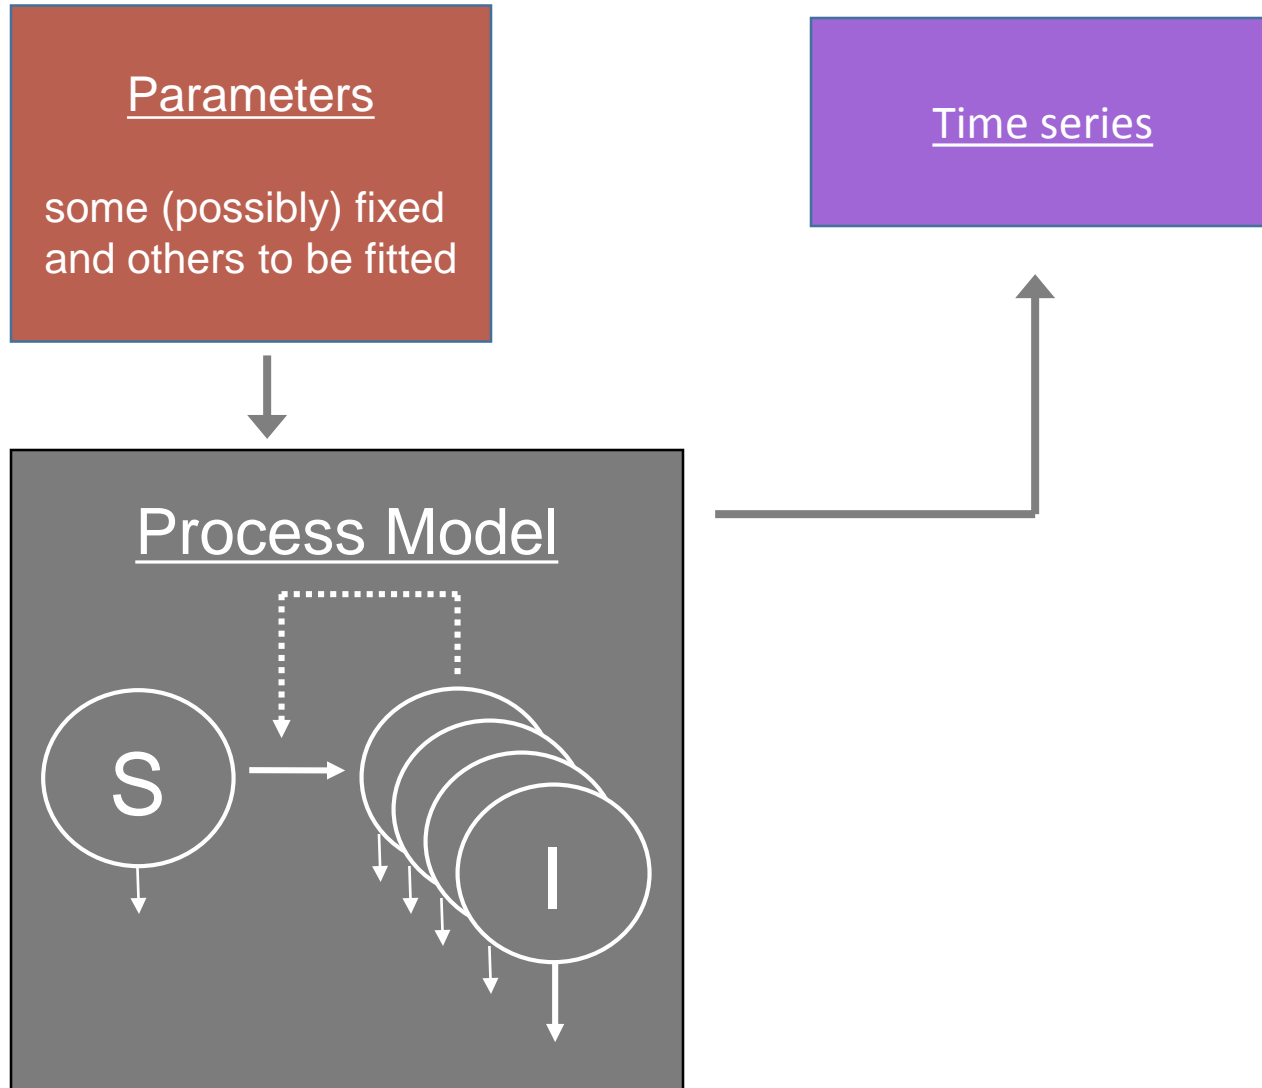 Parameters
some (possibly) fixed
and others to be fitted
Time series
Process Model
S
I